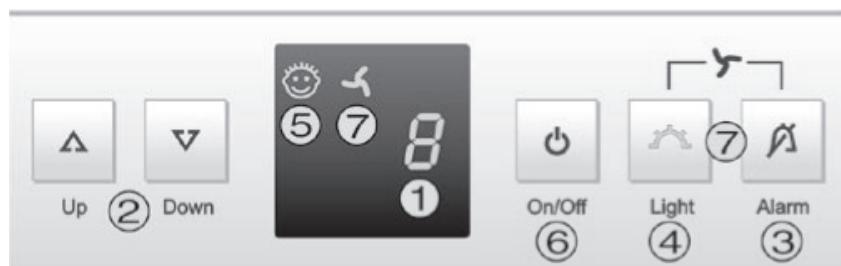 ⑤ ⑦ 8
①
⑦
Up ② Down
On/Off Light Alarm
⑥ ④ ③